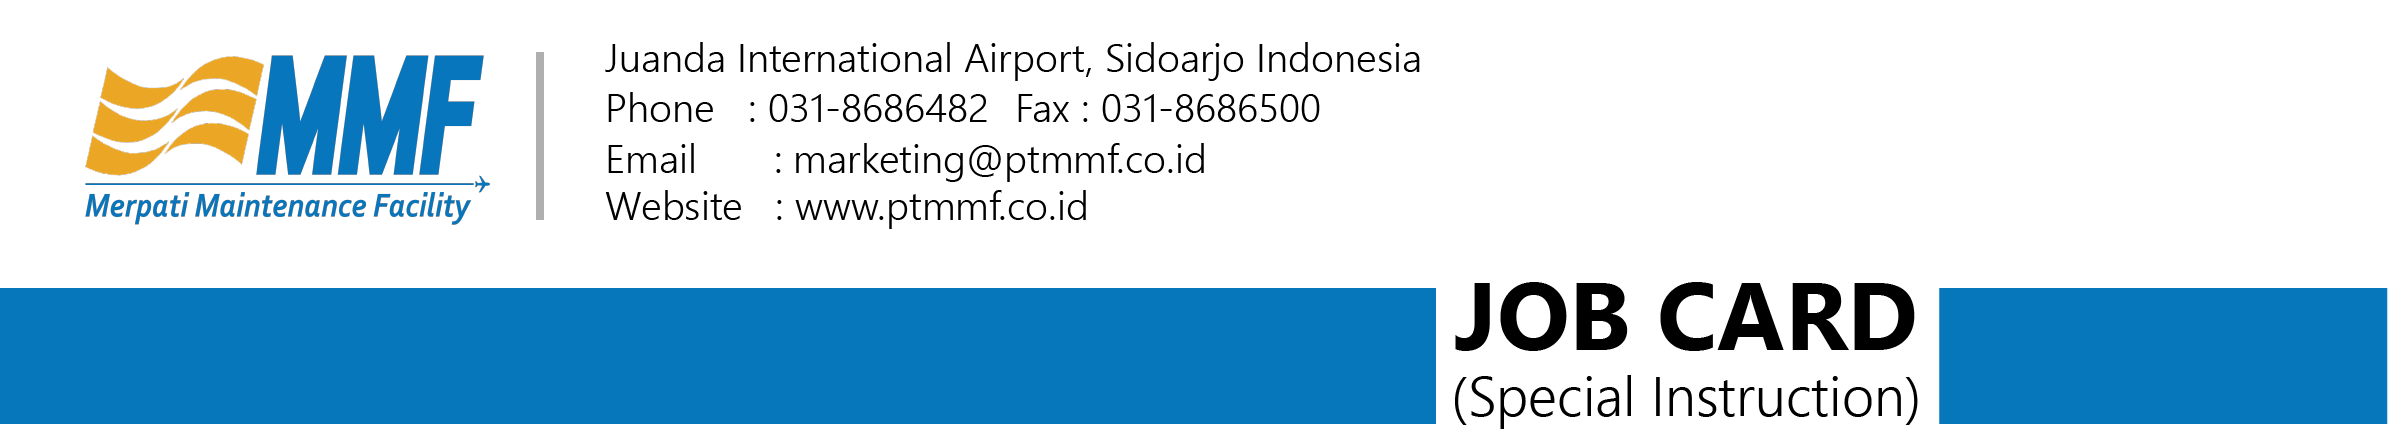 MMF
Merpati Maintenance Facility
Juanda International Airport, Sidoarjo Indonesia
Phone : 031-8686482 Fax : 031-8686500
Email : marketing@ptmmf.co.id
Website : www.ptmmf.co.id
JOB CARD
(Special Instruction)